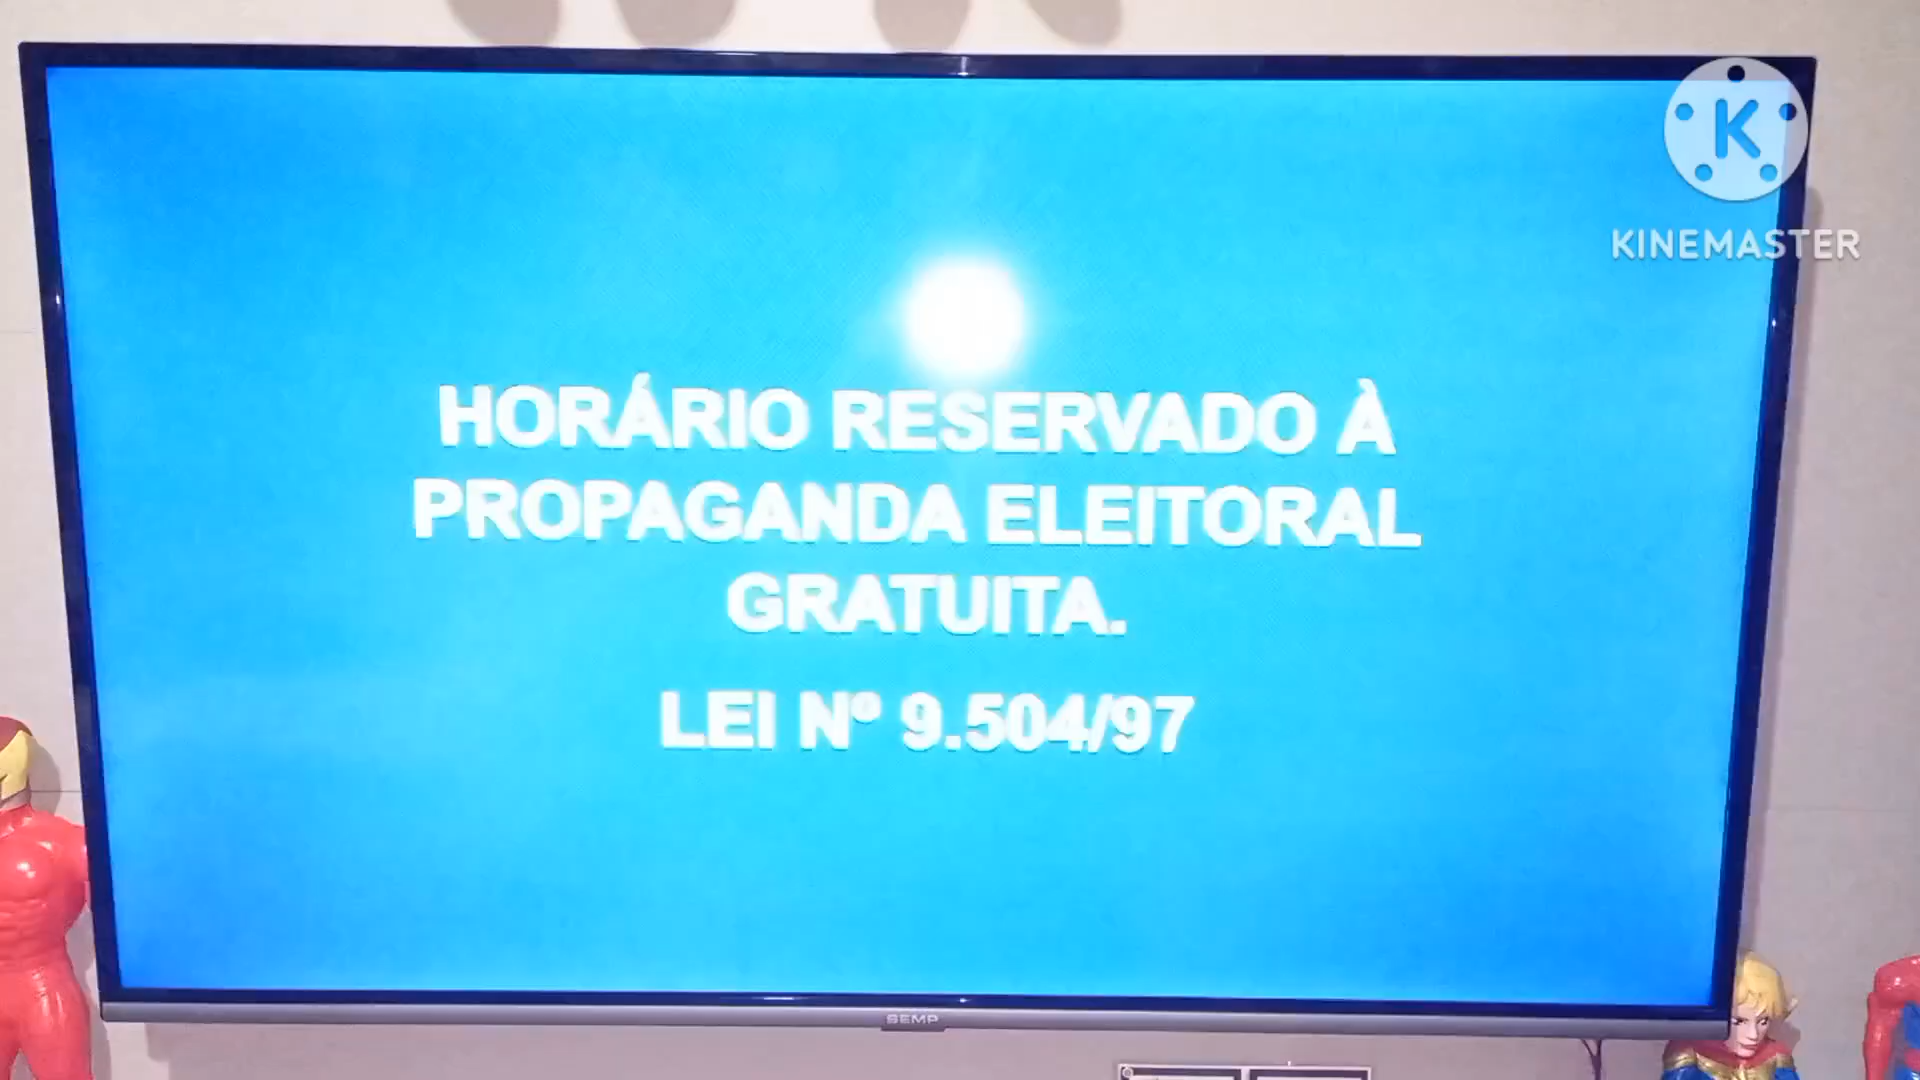 K
KINEMASTER
HORÁRIO RESERVADO À
PROPAGANDA ELEITORAL
GRATUITA.
LEI Nº 9.504/97
SEMP